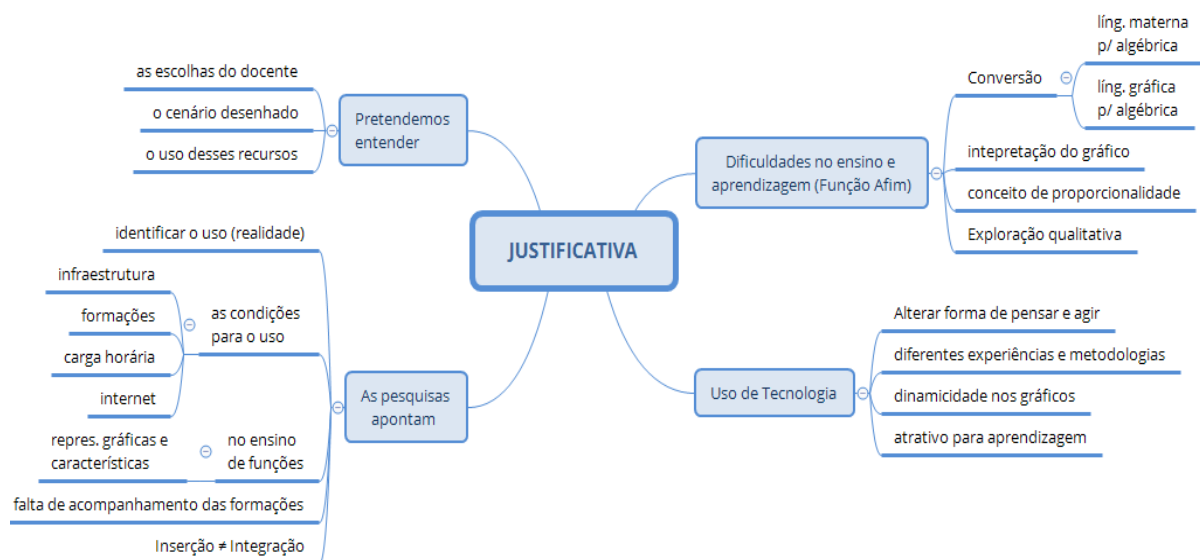 JUSTIFICATIVA
Pretendemos
entender
as escolhas do docente
o cenário desenhado
o uso desses recursos
Dificuldades no ensino e
aprendizagem (Função Afim)
Conversão
líng. materna
p/ algébrica
líng. gráfica
p/ algébrica
intepretação do gráfico
conceito de proporcionalidade
Exploração qualitativa
As pesquisas
apontam
identificar o uso (realidade)
as condições
para o uso
infraestrutura
formações
carga horária
internet
no ensino
de funções
repres. gráficas e
características
falta de acompanhamento das formações
Inserção ≠ Integração
Uso de Tecnologia
Alterar forma de pensar e agir
diferentes experiências e metodologias
dinamicidade nos gráficos
atrativo para aprendizagem